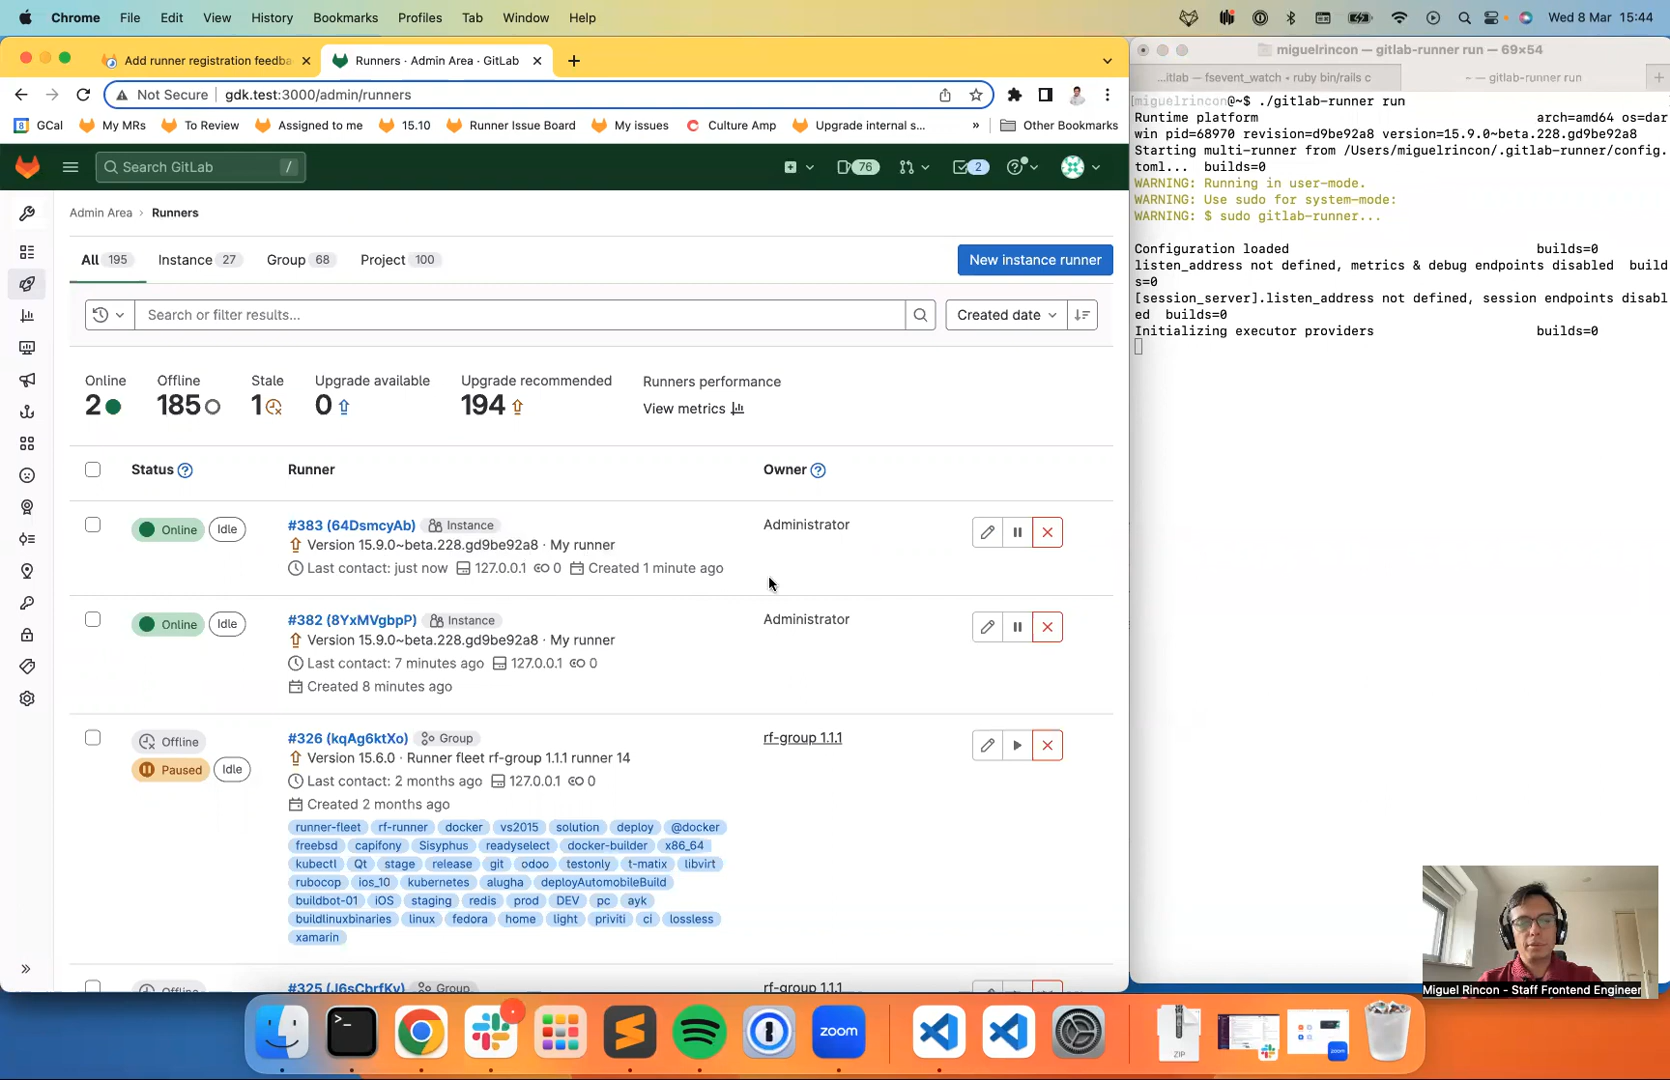 Chrome File Edit View History Bookmarks Profiles Tab Window Help Wed 8 Mar 15:44
Add runner registration feedba
Runners · Admin Area · GitLab
Not Secure gdk.test:3000/admin/runners
GCal My MRs To Review Assigned to me 15.10 Runner Issue Board My issues Culture Amp Upgrade internal s... » Other Bookmarks
Search GitLab / 76 2
Admin Area › Runners
All 195 Instance 27 Group 68 Project 100 New instance runner
Search or filter results... Created date
Online Offline Stale Upgrade available Upgrade recommended Runners performance
2 185 1 0 194 View metrics
Status Runner Owner
Online Idle #383 (64DsmcyAb) Instance Administrator
Version 15.9.0~beta.228.gd9be92a8 · My runner
Last contact: just now 127.0.0.1 0 Created 1 minute ago
Online Idle #382 (8YxMVgbpP) Instance Administrator
Version 15.9.0~beta.228.gd9be92a8 · My runner
Last contact: 7 minutes ago 127.0.0.1 0
Created 8 minutes ago
Offline #326 (kqAg6ktXo) Group rf-group 1.1.1
Paused Idle Version 15.6.0 · Runner fleet rf-group 1.1.1 runner 14
Last contact: 2 months ago 127.0.0.1 0
Created 2 months ago
runner-fleet rf-runner docker vs2015 solution deploy @docker
freebsd capifony Sisyphus readyselect docker-builder x86_64
kubectl Qt stage release git odoo testonly t-matix libvirt
rubocop ios_10 kubernetes alugha deployAutomobileBuild
buildbot-01 iOS staging redis prod DEV pc ayk
buildlinuxbinaries linux fedora home light priviti ci lossless
xamarin
Offline #325 (J6sCbrfKv) Group rf-group 1.1.1
miguelrincon — gitlab-runner run — 69×54
...itlab — fsevent_watch ◂ ruby bin/rails c
~ — gitlab-runner run
miguelrincon@~$ ./gitlab-runner run
Runtime platform arch=amd64 os=dar
win pid=68970 revision=d9be92a8 version=15.9.0~beta.228.gd9be92a8
Starting multi-runner from /Users/miguelrincon/.gitlab-runner/config.
toml... builds=0
WARNING: Running in user-mode.
WARNING: Use sudo for system-mode:
WARNING: $ sudo gitlab-runner...
Configuration loaded builds=0
listen_address not defined, metrics & debug endpoints disabled build
s=0
[session_server].listen_address not defined, session endpoints disabl
ed builds=0
Initializing executor providers builds=0
Miguel Rincon - Staff Frontend Engineer
zoom
ZIP